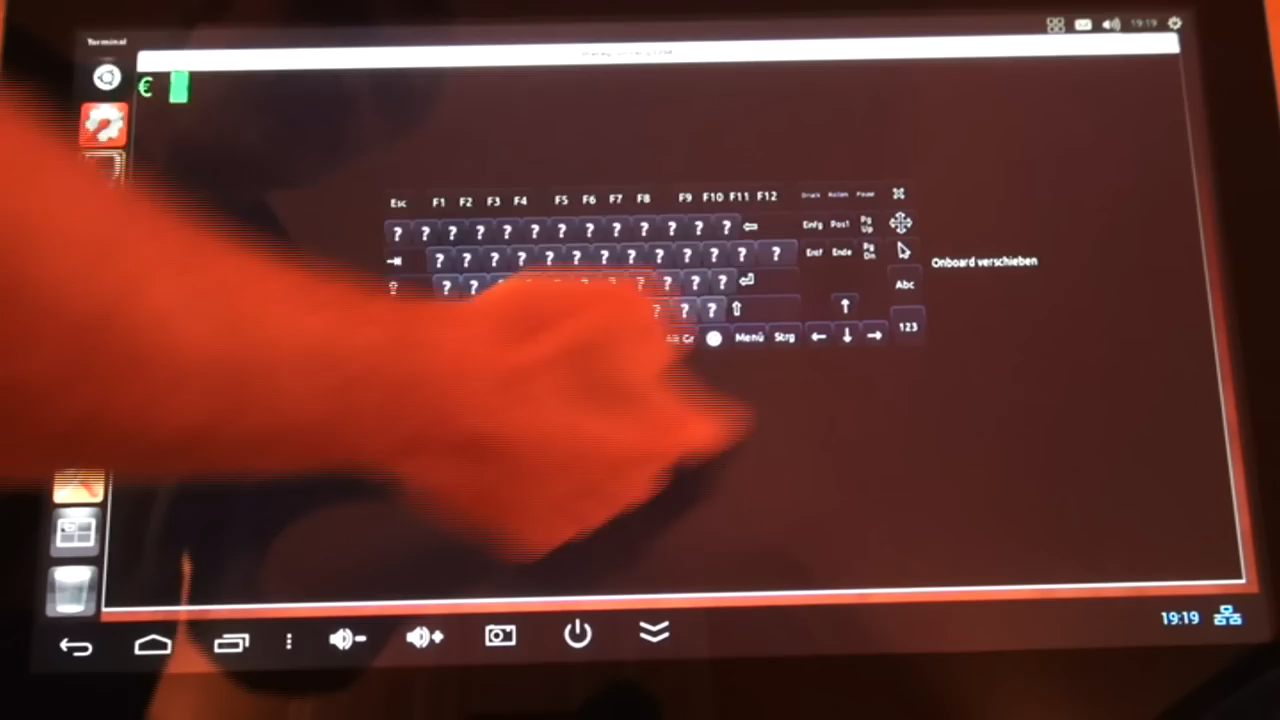 Terminal
19:19
€
Esc F1 F2 F3 F4 F5 F6 F7 F8 F9 F10 F11 F12 Druck Rollen Pause
? ? ? ? ? ? ? ? ? ? ? ? ? Einfg Pos1 Pg Up
? ? ? ? ? ? ? ? ? ? ? ? ? Entf Ende Pg Dn
Onboard verschieben
? ? ? ? ? ? Abc
? ? ?
Gr Menü Strg 123
19:19